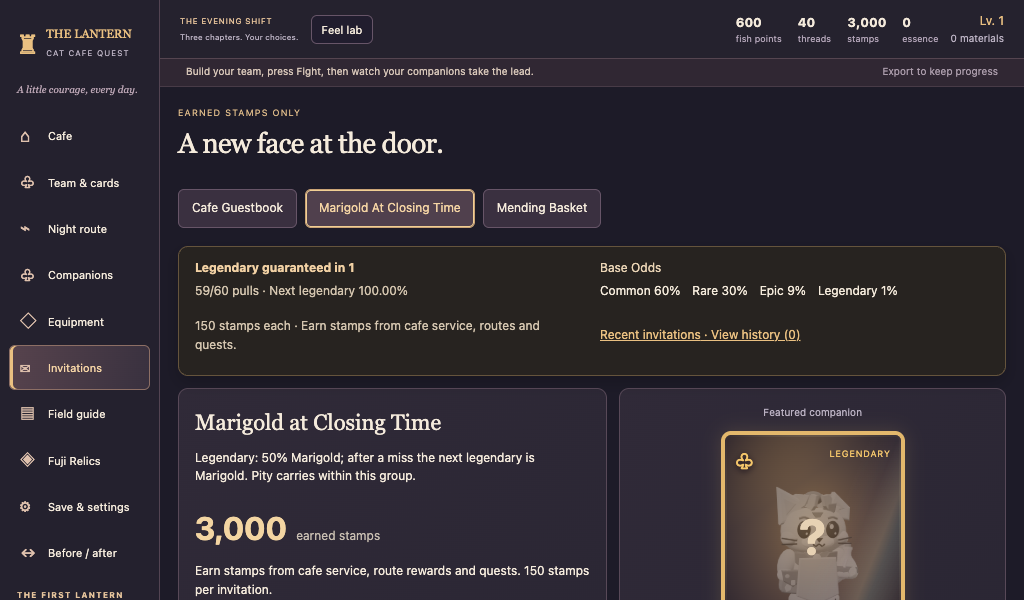 THE LANTERN
CAT CAFE QUEST
A little courage, every day.
Cafe
Team & cards
Night route
Companions
Equipment
Invitations
Field guide
Fuji Relics
Save & settings
Before / after
THE FIRST LANTERN
THE EVENING SHIFT
Three chapters. Your choices.
Feel lab
600
fish points
40
threads
3,000
stamps
0
essence
Lv. 1
0 materials
Build your team, press Fight, then watch your companions take the lead.
Export to keep progress
EARNED STAMPS ONLY
A new face at the door.
Cafe Guestbook
Marigold At Closing Time
Mending Basket
Legendary guaranteed in 1
59/60 pulls · Next legendary 100.00%
150 stamps each · Earn stamps from cafe service, routes and
quests.
Base Odds
Common 60% Rare 30% Epic 9% Legendary 1%
Recent invitations · View history (0)
Marigold at Closing Time
Legendary: 50% Marigold; after a miss the next legendary is
Marigold. Pity carries within this group.
3,000 earned stamps
Earn stamps from cafe service, route rewards and quests. 150 stamps
per invitation.
Featured companion
LEGENDARY
?